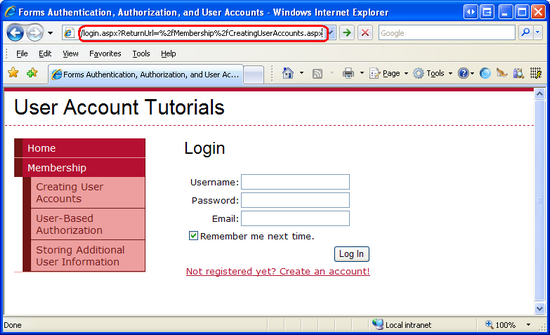 Forms Authentication, Authorization, and User Accounts - Windows Internet Explorer
/login.aspx?ReturnUrl=%2fMembership%2fCreatingUserAccounts.aspx
Google
File Edit View Favorites Tools Help
Forms Authentication, Authorization, and User Ac...
Page Tools
User Account Tutorials
Home
Membership
Creating User
Accounts
User-Based
Authorization
Storing Additional
User Information
Login
Username:
Password:
Email:
Remember me next time.
Log In
Not registered yet? Create an account!
Done Local intranet 100%